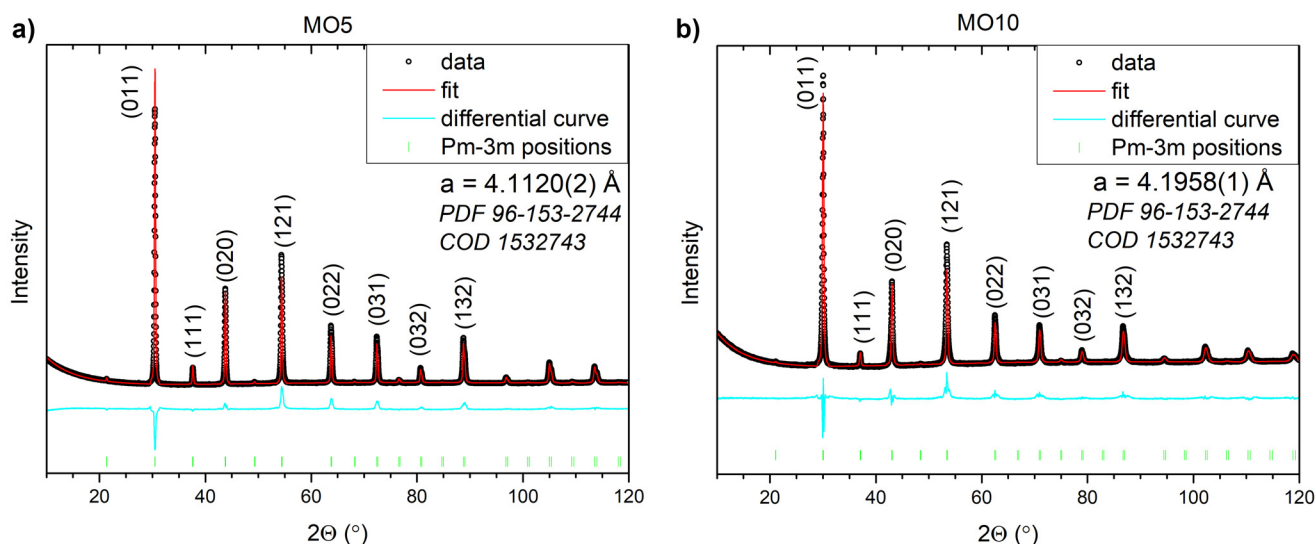 a)
MO5
data
fit
differential curve
Pm-3m positions
a = 4.1120(2) Å
PDF 96-153-2744
COD 1532743
(011)
(111)
(020)
(121)
(022)
(031)
(032)
(132)
Intensity
20 40 60 80 100 120
2Θ (°)
b)
MO10
data
fit
differential curve
Pm-3m positions
a = 4.1958(1) Å
PDF 96-153-2744
COD 1532743
(011)
(111)
(020)
(121)
(022)
(031)
(032)
(132)
Intensity
20 40 60 80 100 120
2Θ (°)